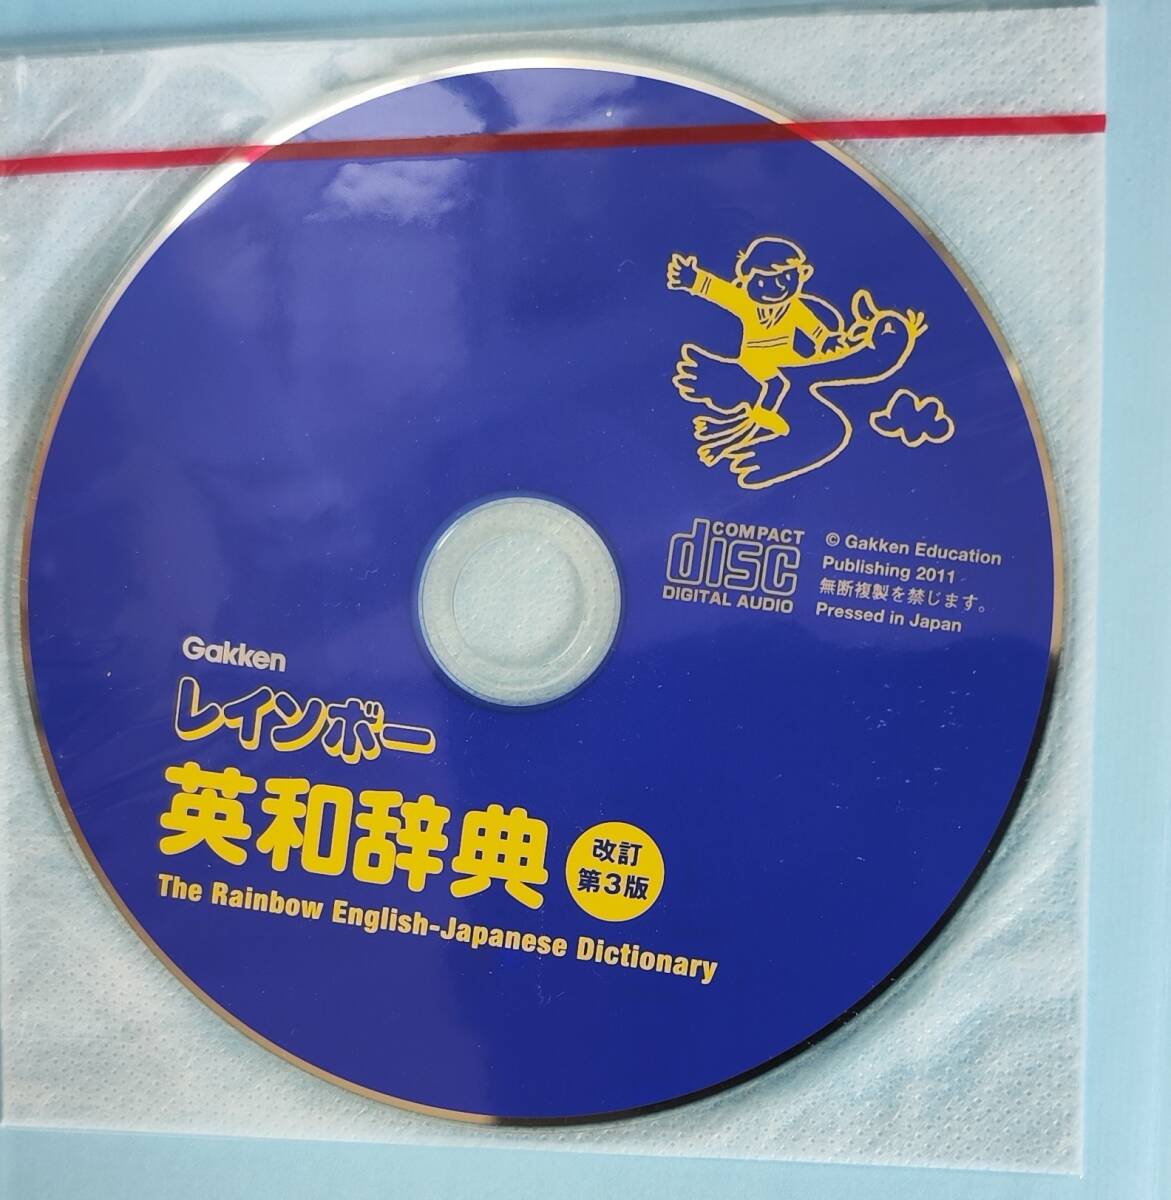 COMPACT
disc
DIGITAL AUDIO
© Gakken Education
Publishing 2011
無断複製を禁じます。
Pressed in Japan
Gakken
レインボー
英和辞典
改訂
第3版
The Rainbow English-Japanese Dictionary